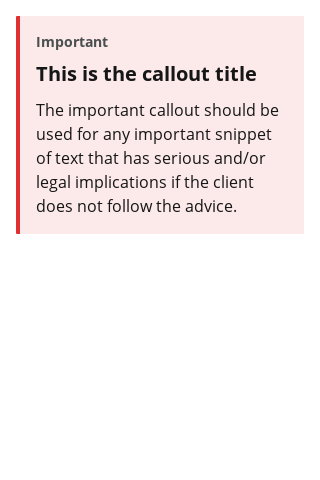 Important
This is the callout title
The important callout should be
used for any important snippet
of text that has serious and/or
legal implications if the client
does not follow the advice.